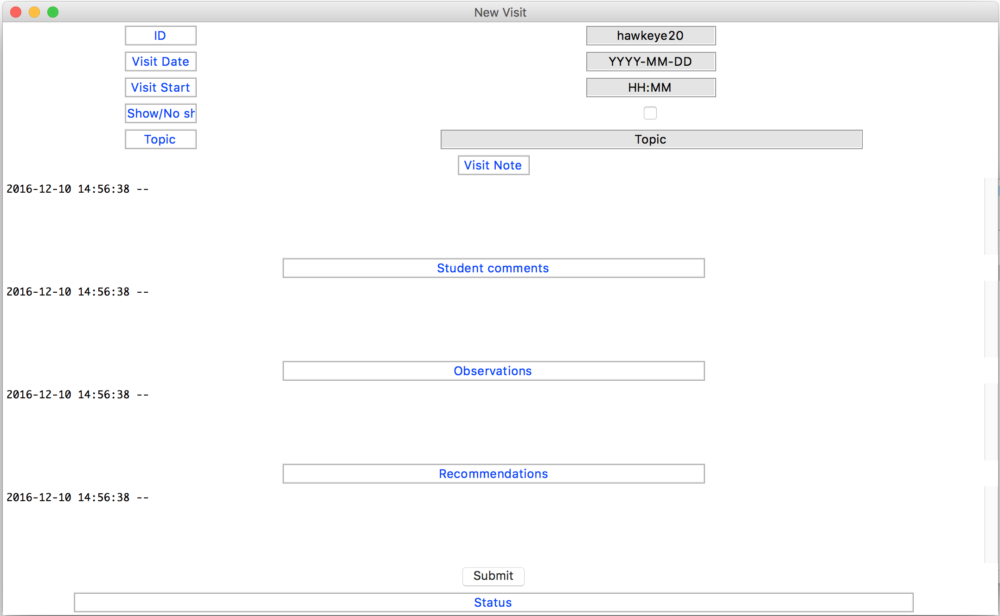 New Visit
ID hawkeye20
Visit Date YYYY-MM-DD
Visit Start HH:MM
Show/No sh
Topic Topic
Visit Note
2016-12-10 14:56:38 --
Student comments
2016-12-10 14:56:38 --
Observations
2016-12-10 14:56:38 --
Recommendations
2016-12-10 14:56:38 --
Submit
Status